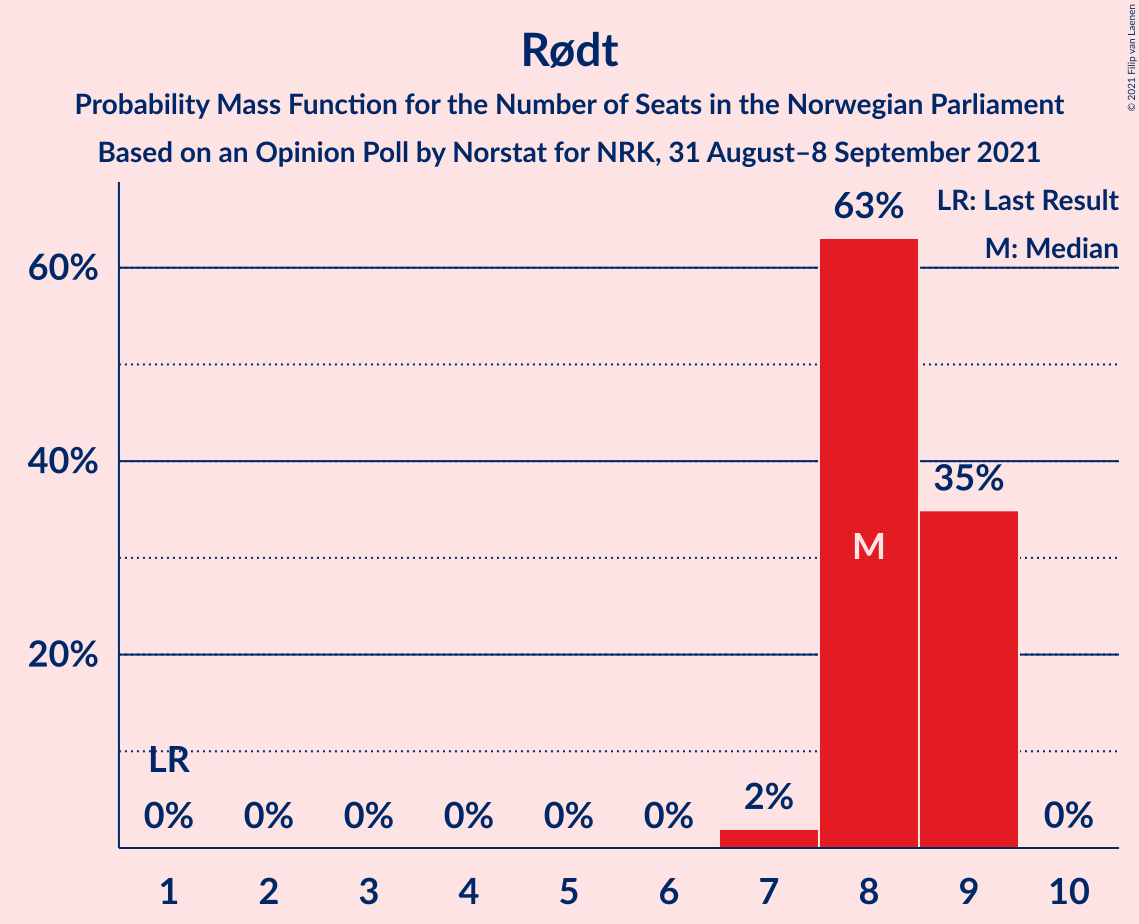 Rødt
Probability Mass Function for the Number of Seats in the Norwegian Parliament
Based on an Opinion Poll by Norstat for NRK, 31 August–8 September 2021
© 2021 Filip van Laenen
LR: Last Result
M: Median
60%
40%
20%
LR
0%
0%
0%
0%
0%
0%
2%
63%
M
35%
0%
1
2
3
4
5
6
7
8
9
10